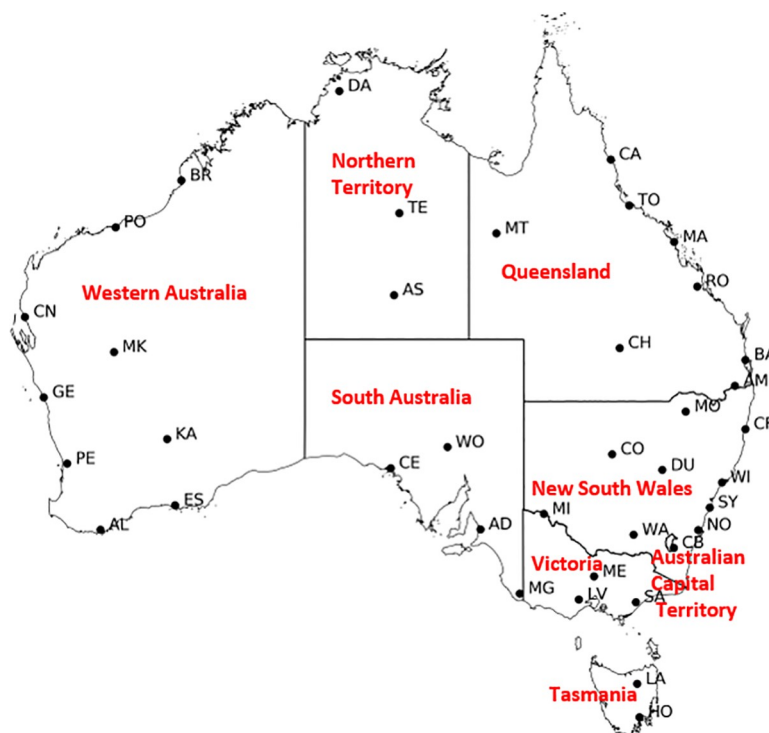 DA
CA
Northern
Territory
BR
TO
TE
PO
MT
MA
Queensland
RO
Western Australia
AS
CN
CH
MK
BA
AM
GE
South Australia
MO
CF
KA
WO
CO
PE
CE
DU
WI
New South Wales
ES
SY
MI
AL
AD
WA
NO
CB
Australian
Victoria
ME
Capital
MG
LV
SA
Territory
LA
Tasmania
HO